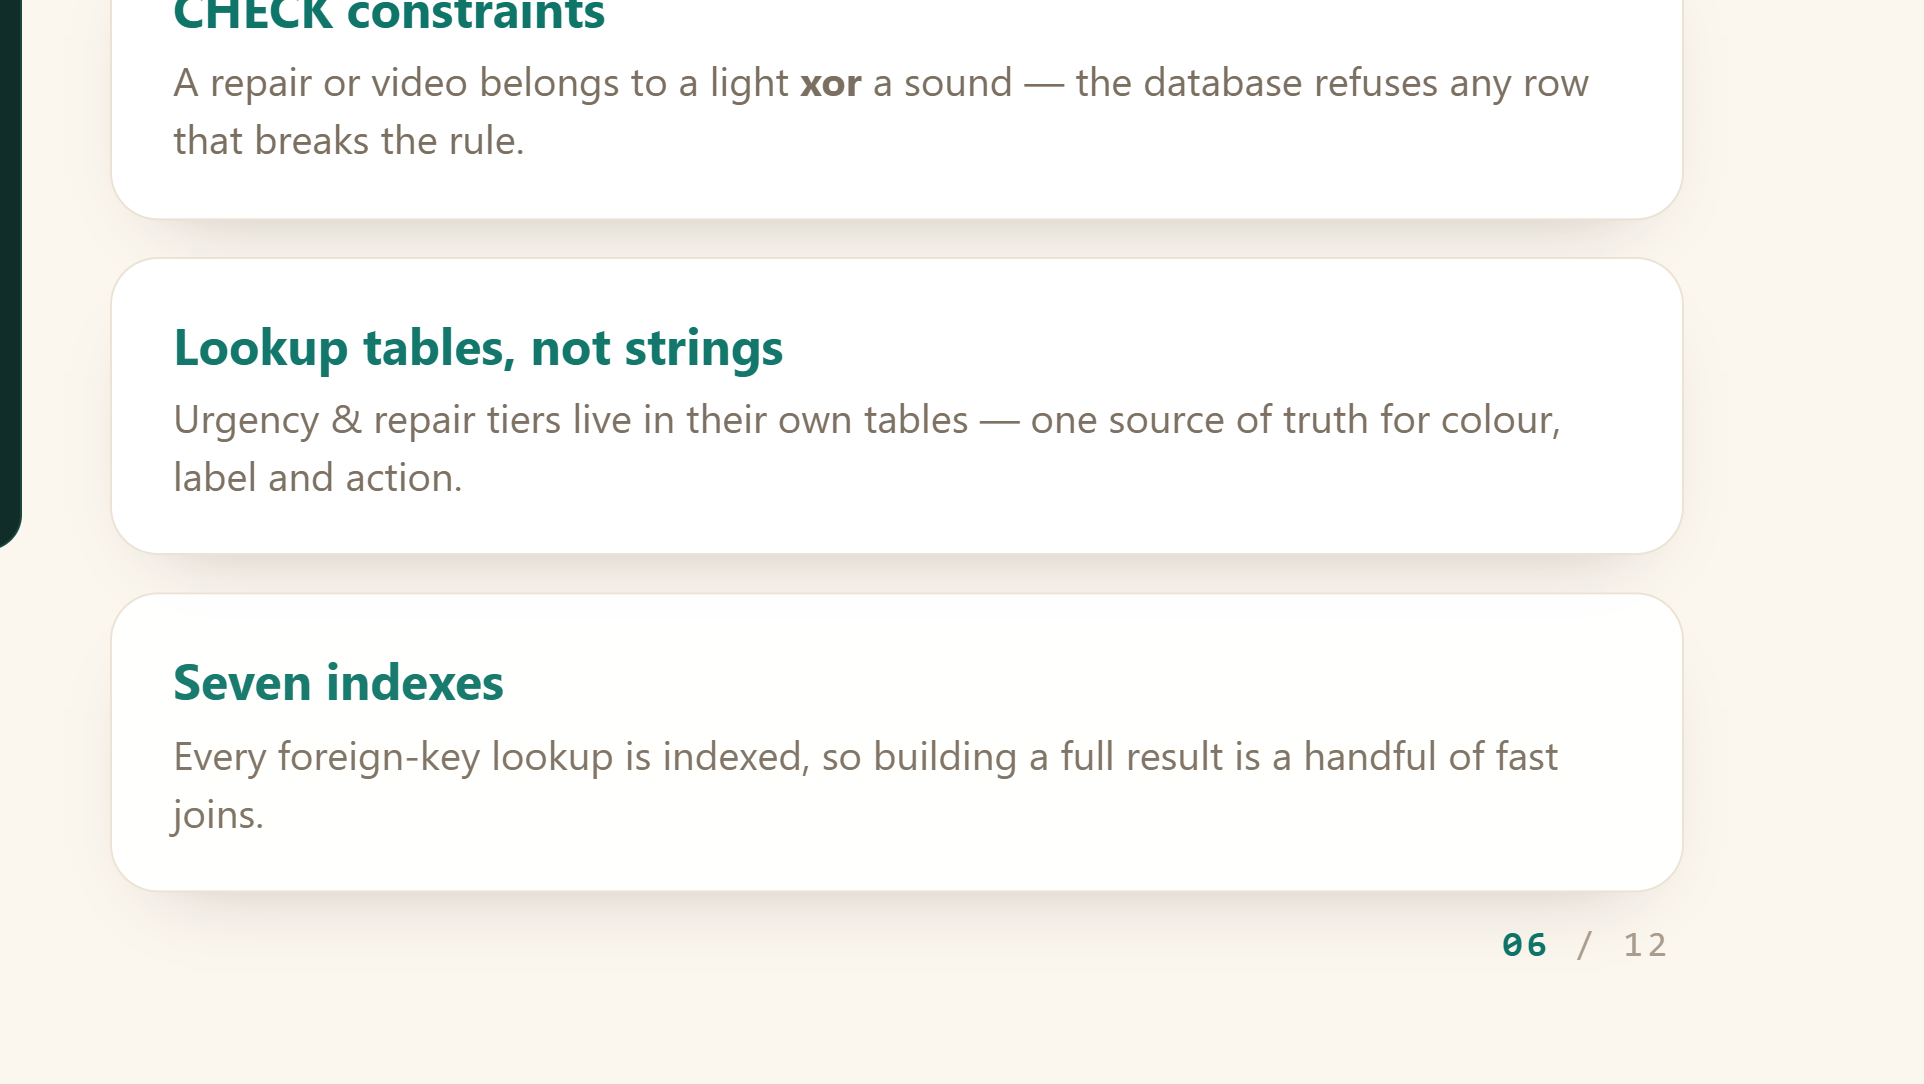 CHECK constraints
A repair or video belongs to a light xor a sound — the database refuses any row
that breaks the rule.
Lookup tables, not strings
Urgency & repair tiers live in their own tables — one source of truth for colour,
label and action.
Seven indexes
Every foreign-key lookup is indexed, so building a full result is a handful of fast
joins.
06 / 12